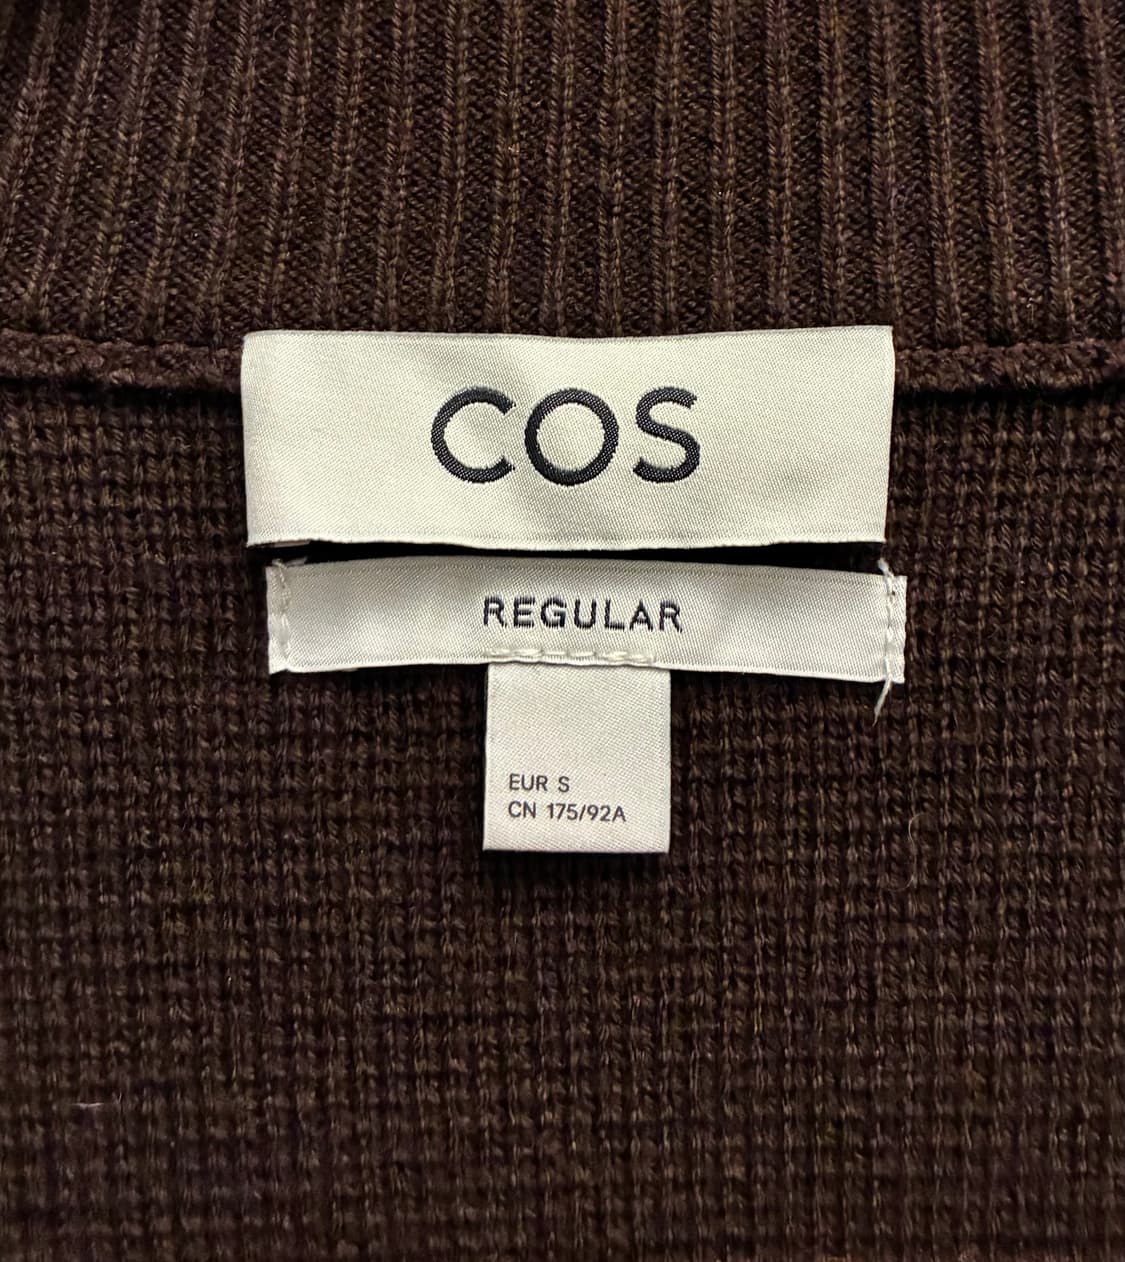 COS
REGULAR
EUR S
CN 175/92A